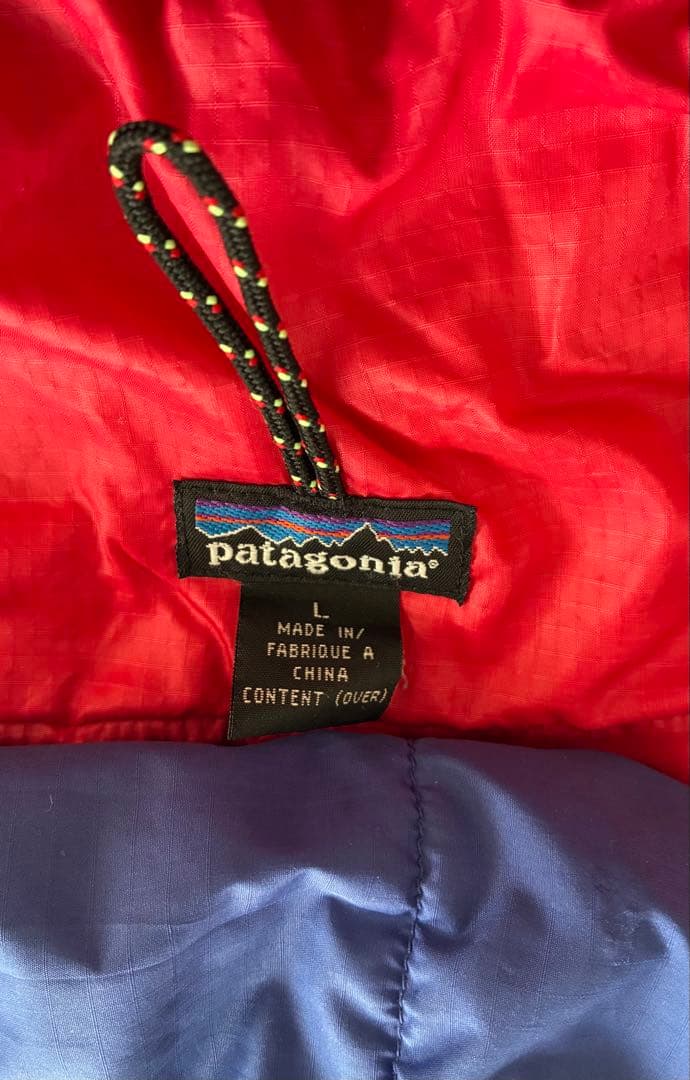 patagonia®
L
MADE IN/
FABRIQUE A
CHINA
CONTENT (OVER)